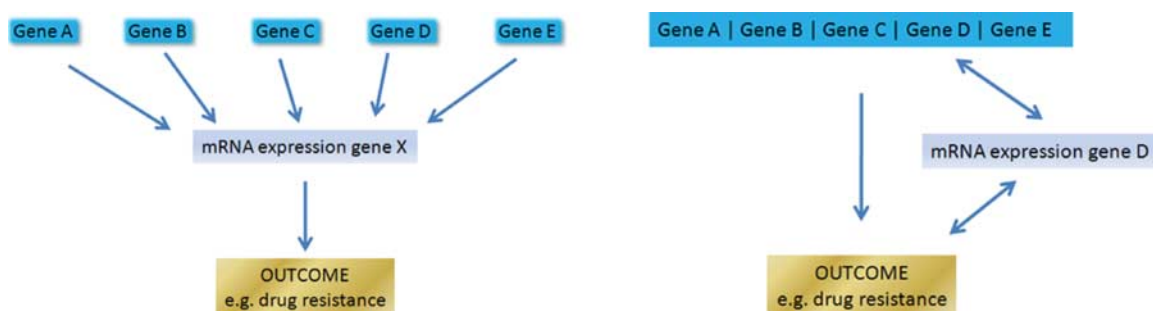 Gene A
Gene B
Gene C
Gene D
Gene E
mRNA expression gene X
OUTCOME
e.g. drug resistance
Gene A | Gene B | Gene C | Gene D | Gene E
mRNA expression gene D
OUTCOME
e.g. drug resistance